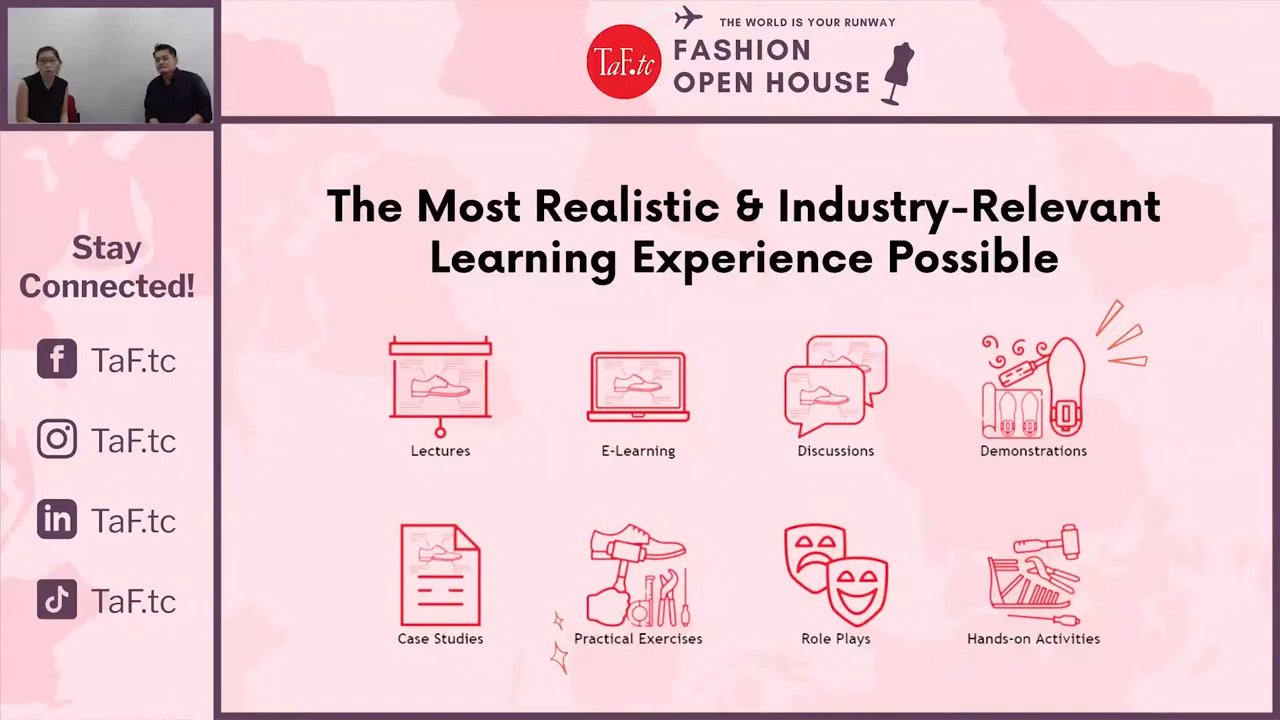 TaF.tc
THE WORLD IS YOUR RUNWAY
FASHION
OPEN HOUSE
Stay
Connected!
TaF.tc
TaF.tc
TaF.tc
TaF.tc
The Most Realistic & Industry-Relevant
Learning Experience Possible
Lectures
E-Learning
Discussions
Demonstrations
Case Studies
Practical Exercises
Role Plays
Hands-on Activities